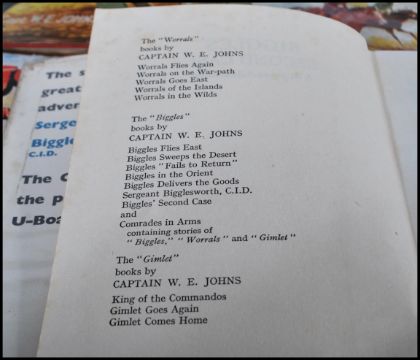 W. E. JOHNS
The s
great
adver
Serge
Biggle
C.I.D.
The C
the p
U-Boa
The "Worrals"
books by
CAPTAIN W. E. JOHNS
Worrals Flies Again
Worrals on the War-path
Worrals Goes East
Worrals of the Islands
Worrals in the Wilds
The "Biggles"
books by
CAPTAIN W. E. JOHNS
Biggles Flies East
Biggles Sweeps the Desert
Biggles "Fails to Return"
Biggles in the Orient
Biggles Delivers the Goods
Sergeant Bigglesworth, C.I.D.
Biggles' Second Case
and
Comrades in Arms
containing stories of
"Biggles," "Worrals" and "Gimlet"
The "Gimlet"
books by
CAPTAIN W. E. JOHNS
King of the Commandos
Gimlet Goes Again
Gimlet Comes Home